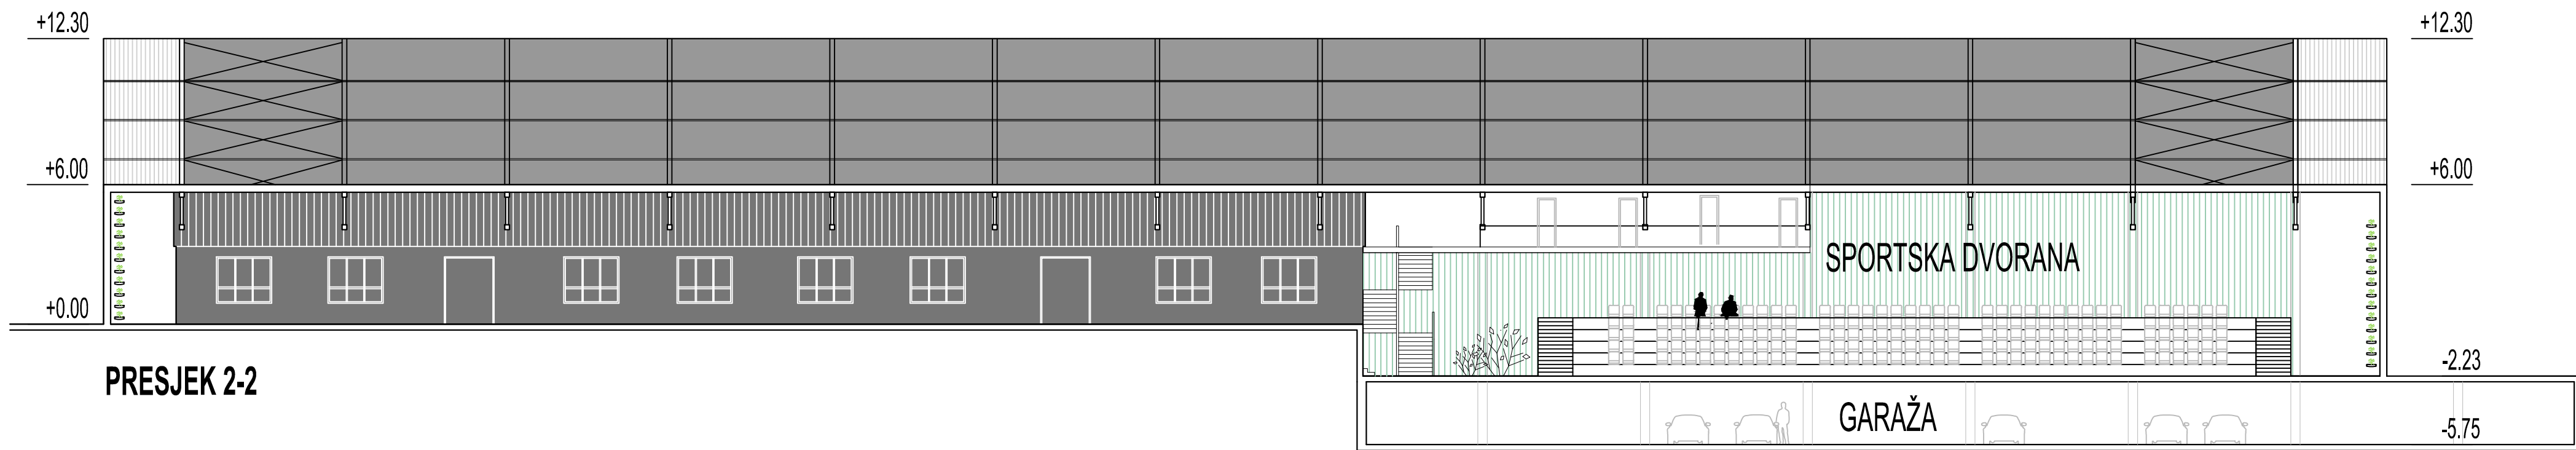 +12.30
+12.30
+6.00
+6.00
SPORTSKA DVORANA
+0.00
-2.23
PRESJEK 2-2
GARAŽA
-5.75